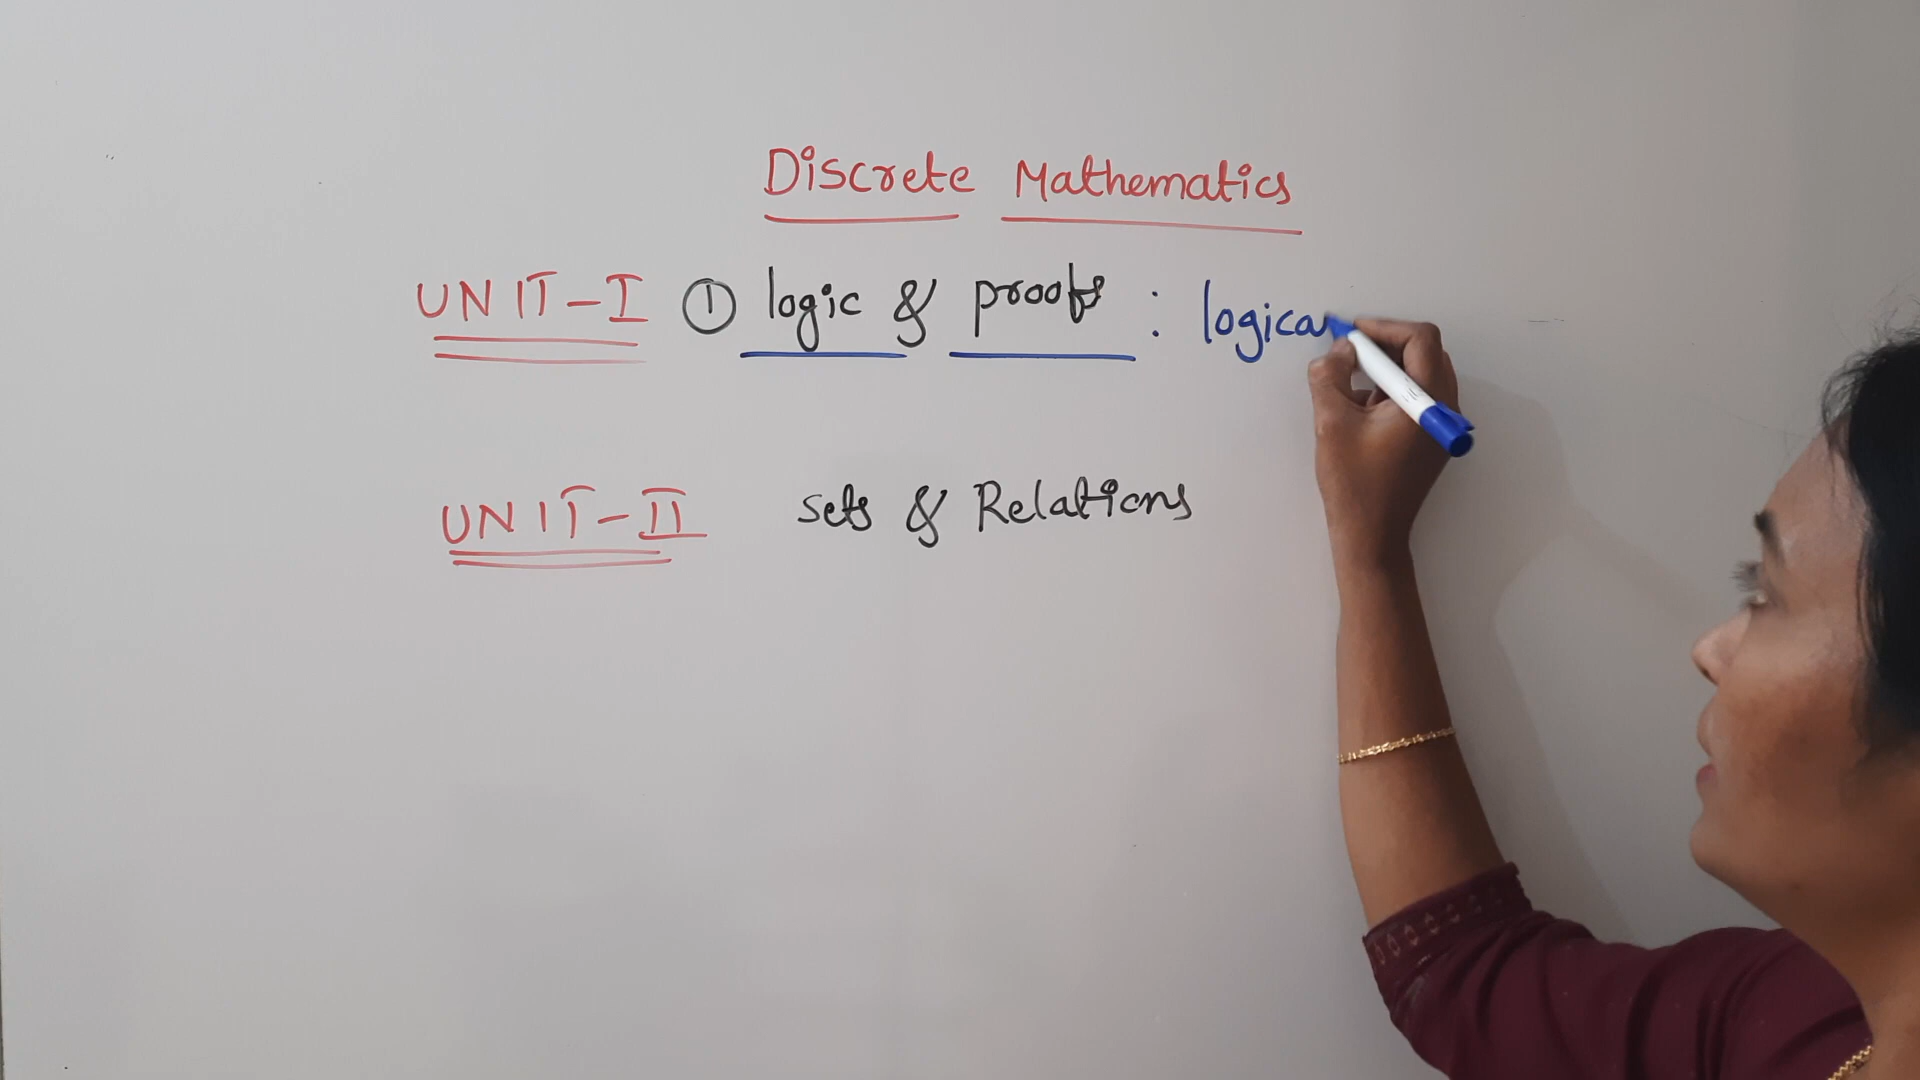 Discrete Mathematics
UNIT-I ① logic & proofs : logica
UNIT-II sets & Relations